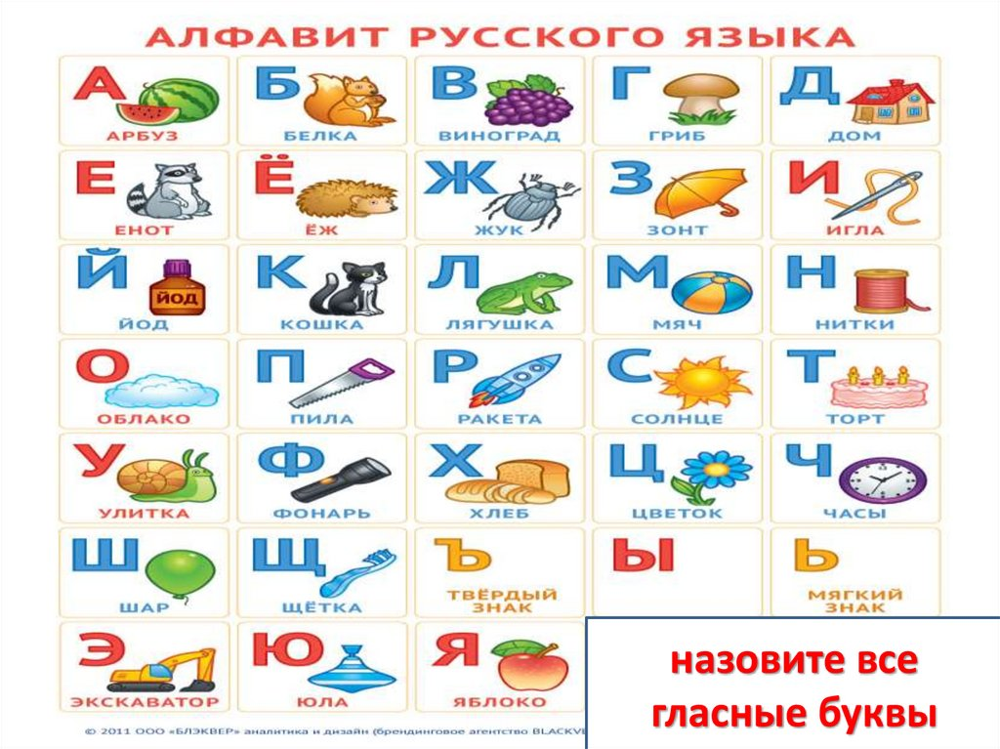 АЛФАВИТ РУССКОГО ЯЗЫКА
А Б В Г Д
АРБУЗ БЕЛКА ВИНОГРАД ГРИБ ДОМ
Е Ё Ж З И
ЕНОТ ЁЖ ЖУК ЗОНТ ИГЛА
Й К Л М Н
ЙОД
ЙОД КОШКА ЛЯГУШКА МЯЧ НИТКИ
О П Р С Т
ОБЛАКО ПИЛА РАКЕТА СОЛНЦЕ ТОРТ
У Ф Х Ц Ч
УЛИТКА ФОНАРЬ ХЛЕБ ЦВЕТОК ЧАСЫ
Ш Щ Ъ Ы Ь
ШАР ЩЁТКА ТВЁРДЫЙ ЗНАК МЯГКИЙ ЗНАК
Э Ю Я
ЭКСКАВАТОР ЮЛА ЯБЛОКО
назовите все
гласные буквы
© 2011 ООО «БЛЭКВЕР» аналитика и дизайн (брендинговое агентство